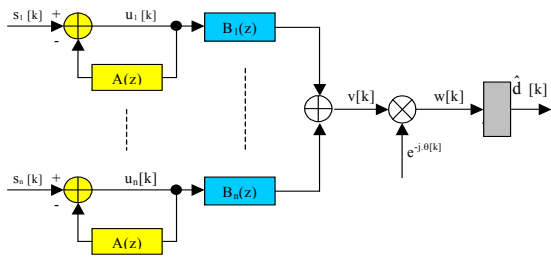 s₁ [k]
+
-
u₁ [k]
B₁(z)
A(z)
v[k]
w[k]
d̂ [k]
e^-j.θ[k]
sₙ [k]
+
-
uₙ[k]
Bₙ(z)
A(z)